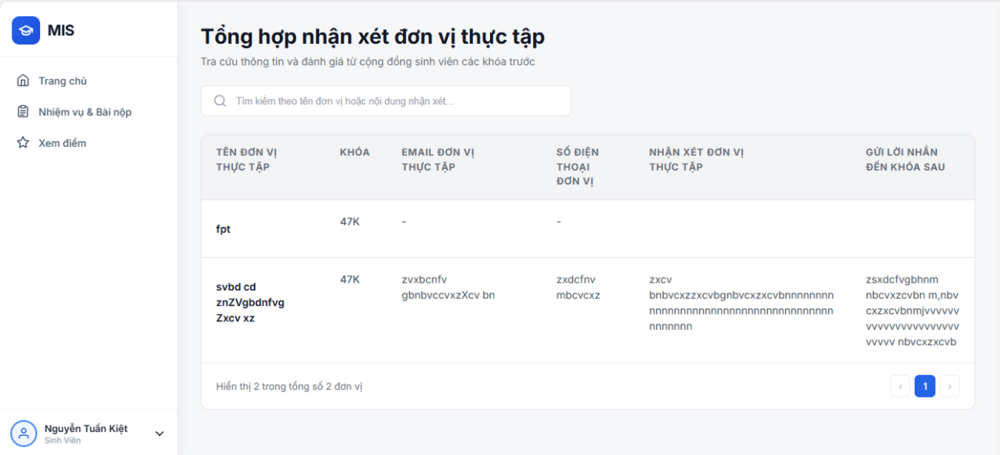 MIS
Trang chủ
Nhiệm vụ & Bài nộp
Xem điểm
Nguyễn Tuấn Kiệt
Sinh Viên
Tổng hợp nhận xét đơn vị thực tập
Tra cứu thông tin và đánh giá từ cộng đồng sinh viên các khóa trước
Tìm kiếm theo tên đơn vị hoặc nội dung nhận xét...
TÊN ĐƠN VỊ
THỰC TẬP
KHÓA
EMAIL ĐƠN VỊ
THỰC TẬP
SỐ ĐIỆN
THOẠI
ĐƠN VỊ
NHẬN XÉT ĐƠN VỊ
THỰC TẬP
GỬI LỜI NHẮN
ĐẾN KHÓA SAU
fpt
47K
-
-
svbd cd
znZVgbdnfvg
Zxcv xz
47K
zvxbcnfv
gbnbvccvxzXcv bn
zxdcfnv
mbcvcxz
zxcv
bnbvcxzzxcvbgnbvcxzxcvbnnnnnnnn
nnnnnnnnnnnnnnnnnnnnnnnnnnnnnn
nnnnnnn
zsxdcfvgbhnm
nbcvxzcvbn m,nbv
cxzxcvbnmjvvvvvv
vvvvvvvvvvvvvvvvv
vvvvv nbvcxzxcvb
Hiển thị 2 trong tổng số 2 đơn vị
‹ 1 ›